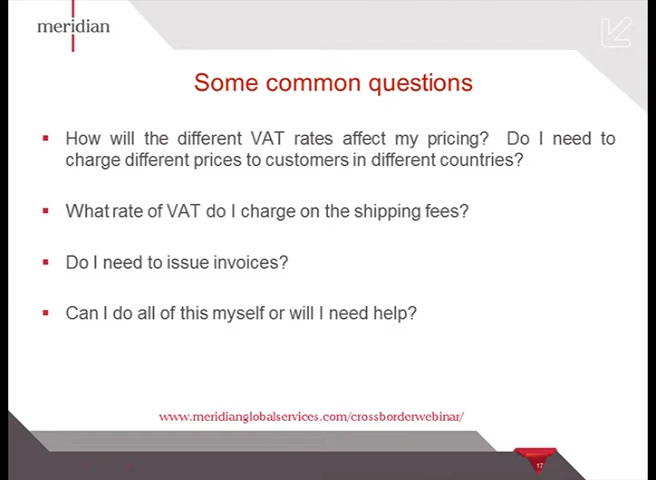 meridian
Some common questions
▪ How will the different VAT rates affect my pricing? Do I need to
charge different prices to customers in different countries?
▪ What rate of VAT do I charge on the shipping fees?
▪ Do I need to issue invoices?
▪ Can I do all of this myself or will I need help?
www.meridianglobalservices.com/crossborderwebinar/
17